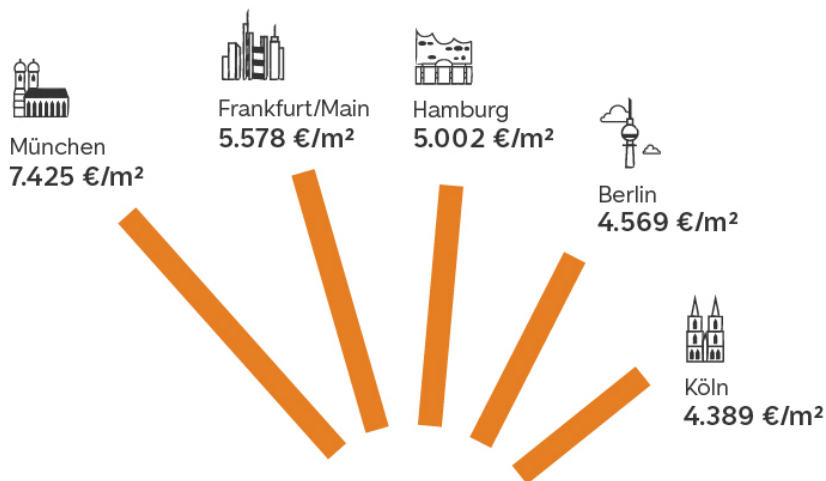 München
7.425 €/m²
Frankfurt/Main
5.578 €/m²
Hamburg
5.002 €/m²
Berlin
4.569 €/m²
Köln
4.389 €/m²